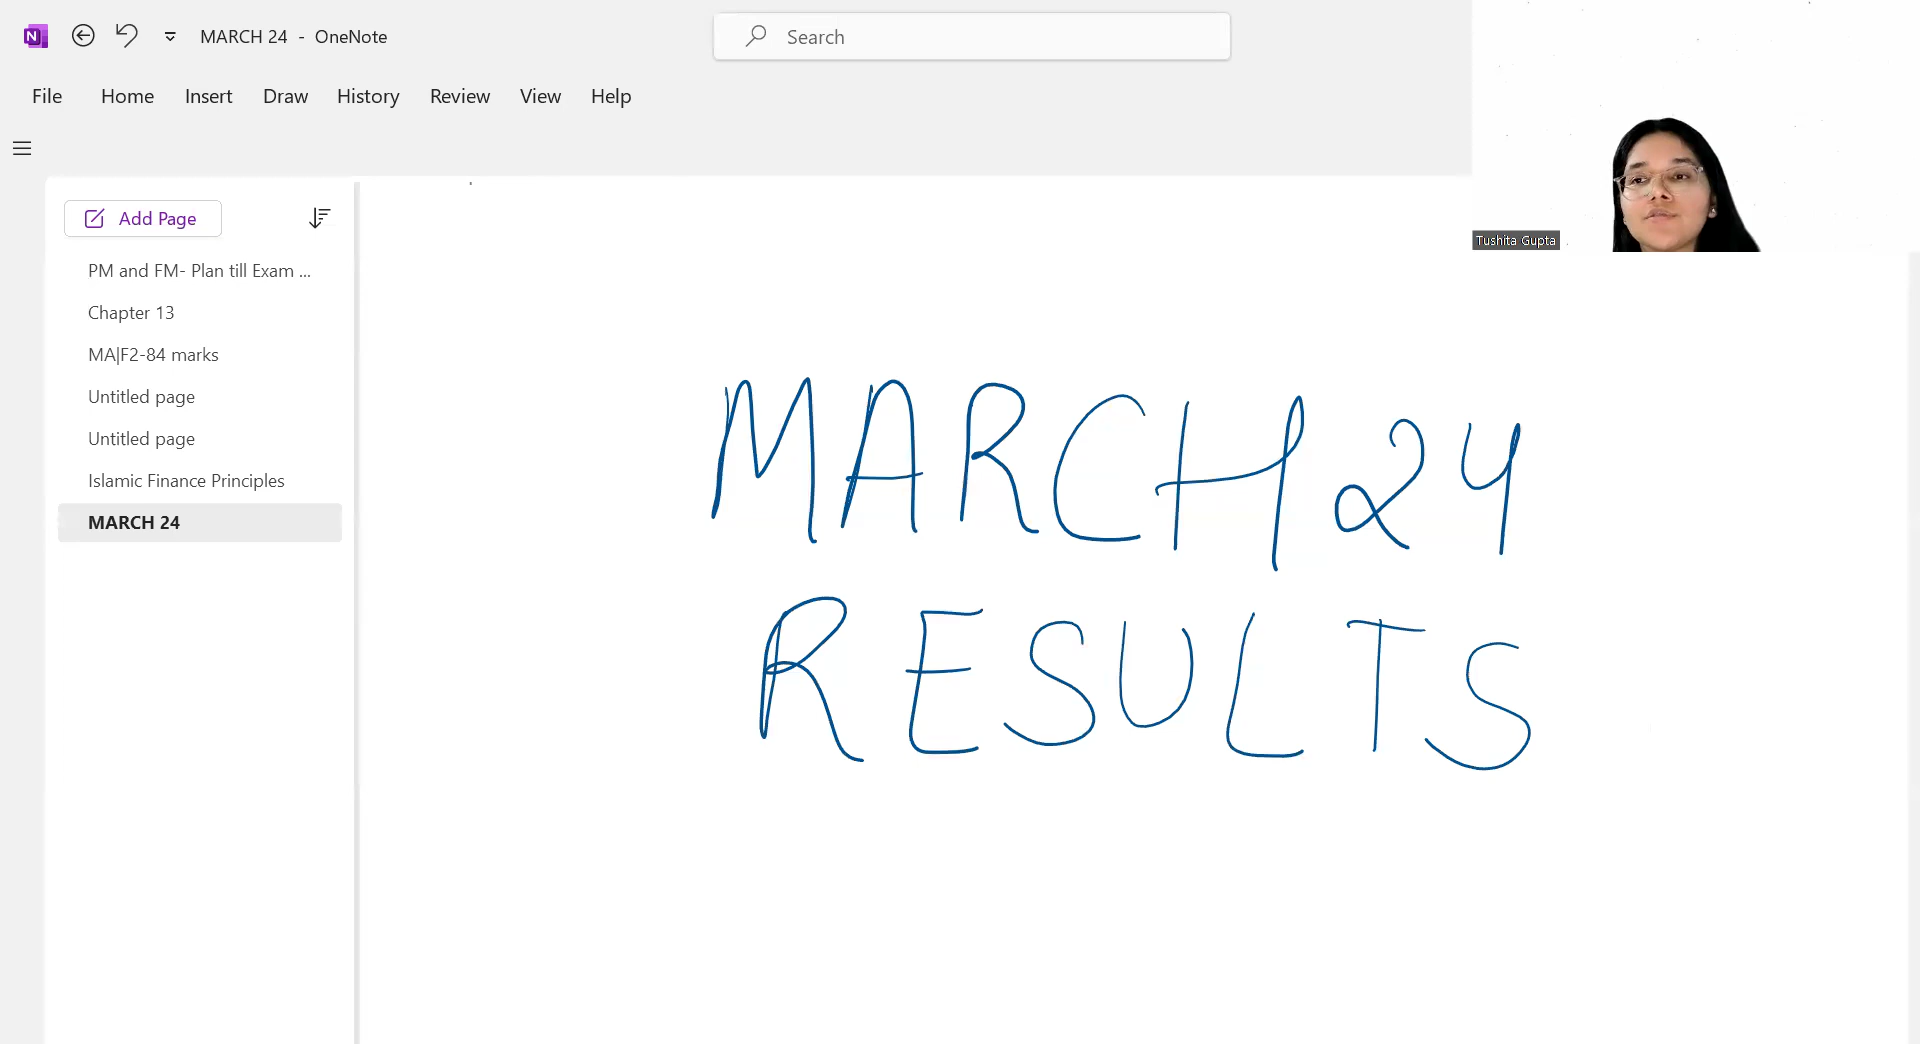 MARCH 24 - OneNote
Search
File Home Insert Draw History Review View Help
Tushita Gupta
Add Page
PM and FM- Plan till Exam ...
Chapter 13
MA|F2-84 marks
Untitled page
Untitled page
Islamic Finance Principles
MARCH 24
MARCH 24
RESULTS